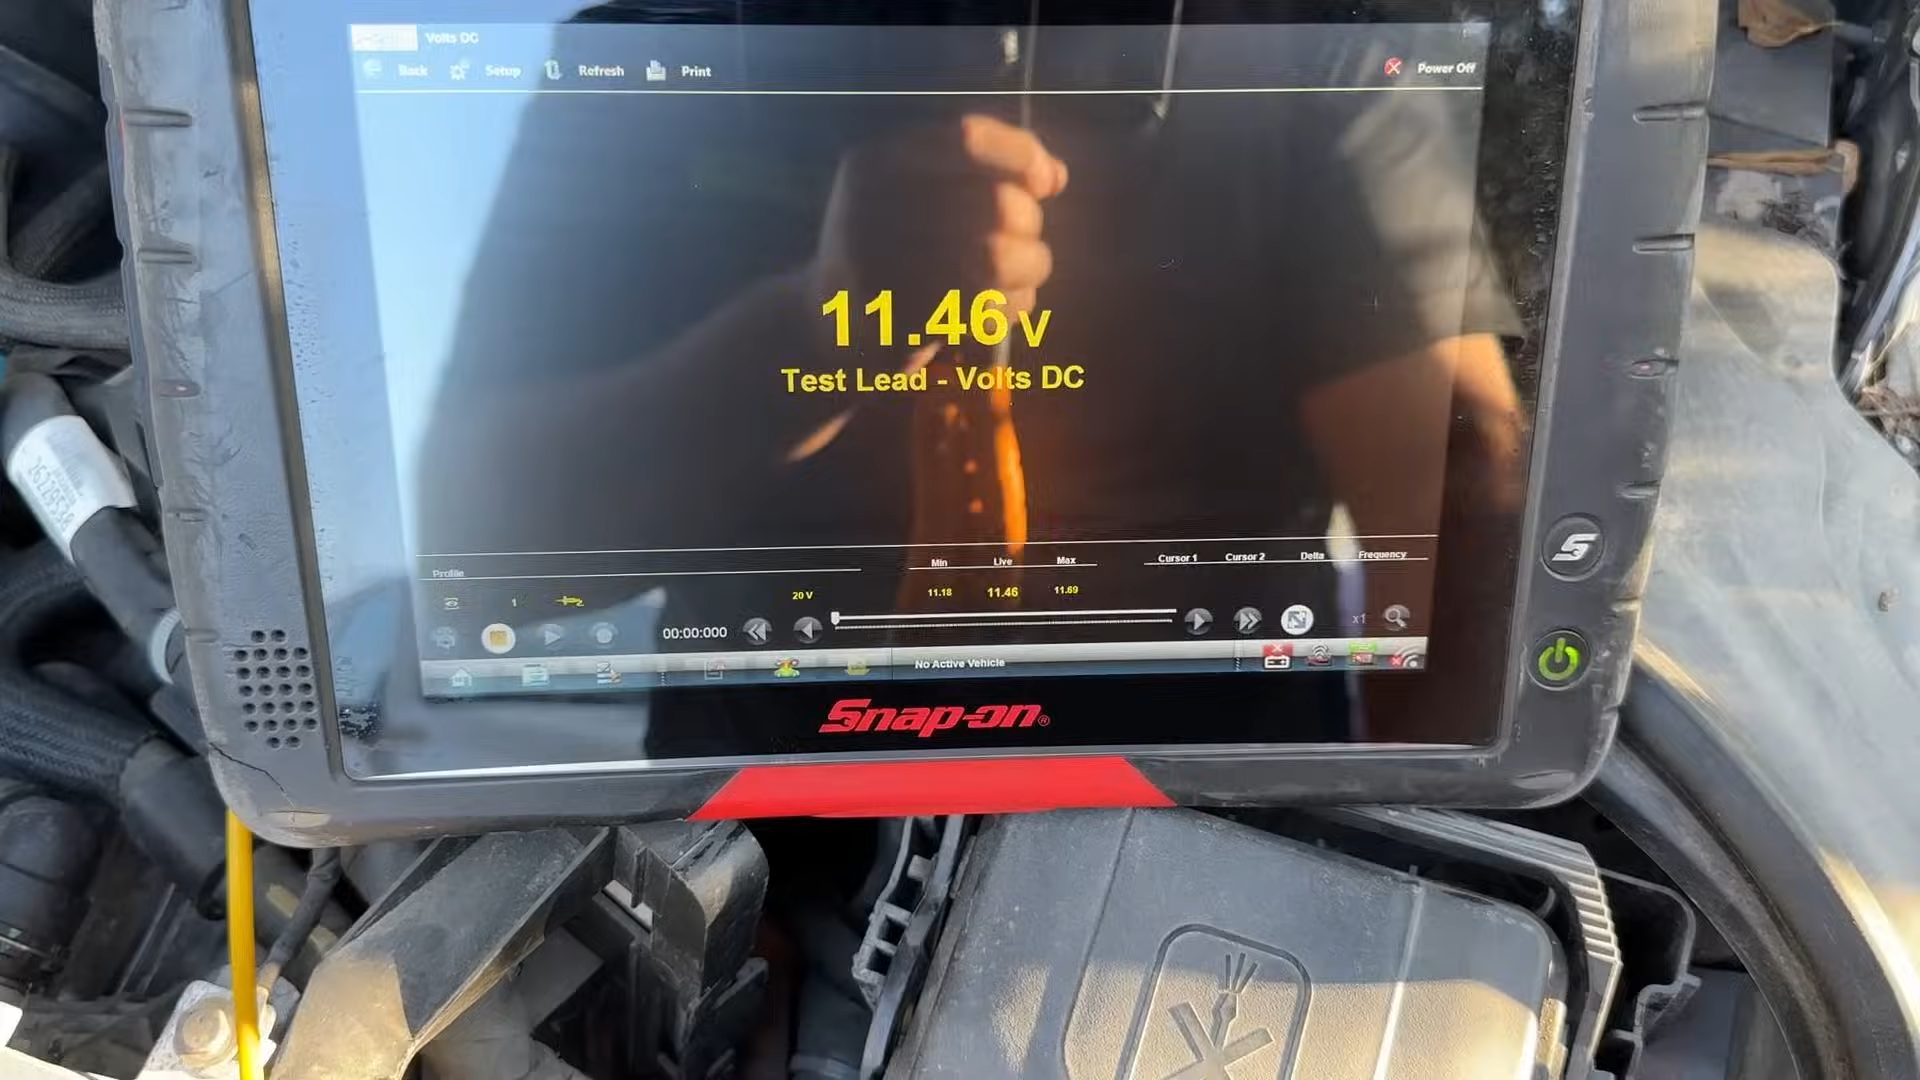 Volts DC
Back Setup Refresh Print Power Off
11.46 V
Test Lead - Volts DC
Min Live Max Cursor 1 Cursor 2 Delta Frequency
Profile
1 2 20 V 11.18 11.46 11.69
00:00:000 x1
No Active Vehicle
Snap-on®
S